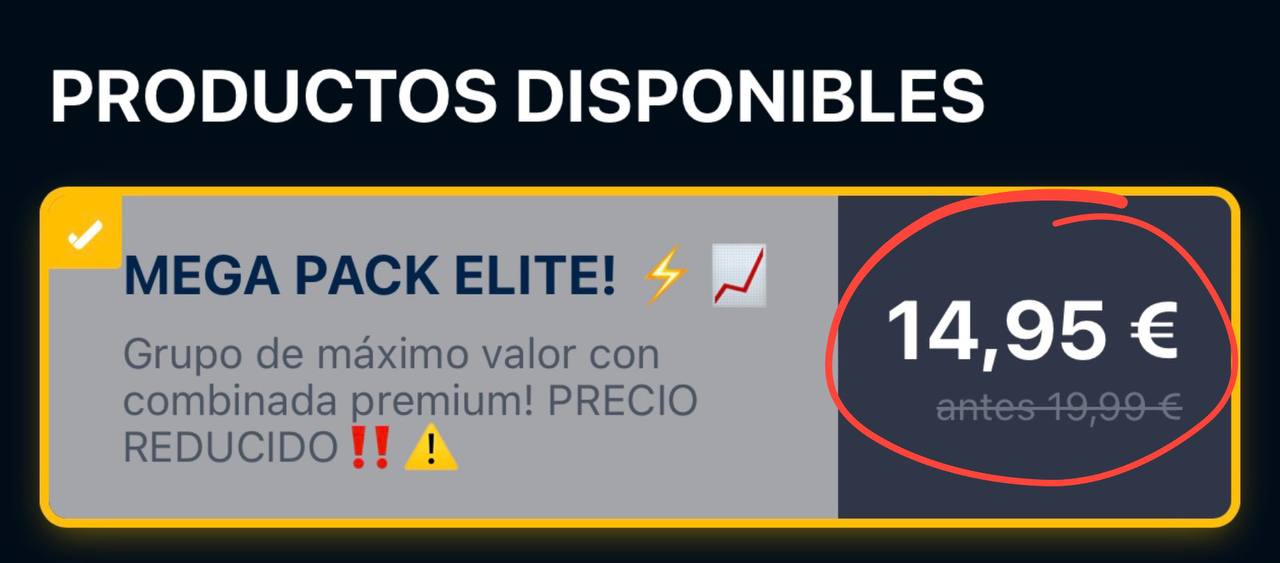 PRODUCTOS DISPONIBLES
MEGA PACK ELITE! ⚡ 📈
Grupo de máximo valor con
combinada premium! PRECIO
REDUCIDO‼️⚠️
14,95 €
antes 19,99 €